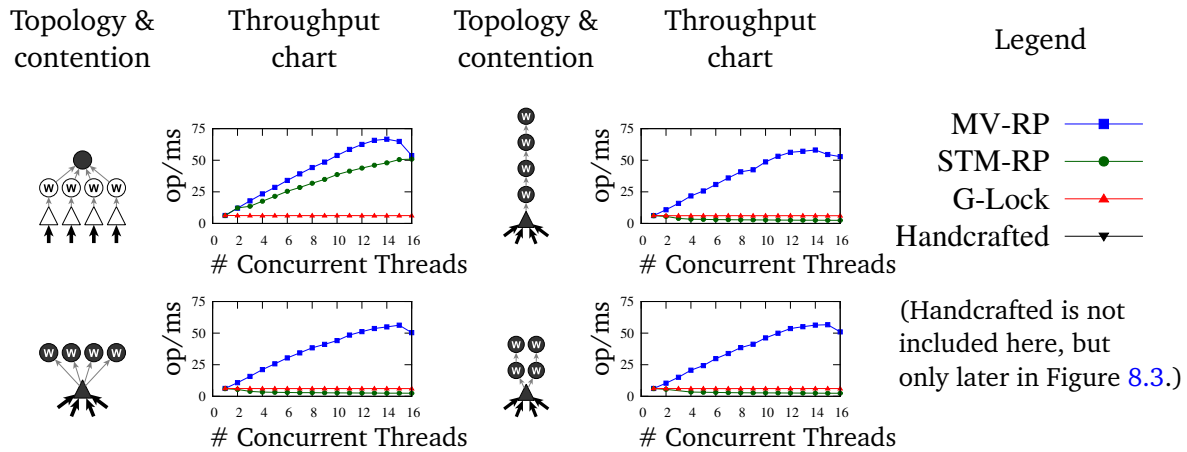 Topology &
contention
Throughput
chart
Topology &
contention
Throughput
chart
Legend
W W W W
75
50
25
0
op/ms
0 2 4 6 8 10 12 14 16
# Concurrent Threads
W
W
W
W
75
50
25
0
op/ms
0 2 4 6 8 10 12 14 16
# Concurrent Threads
MV-RP
STM-RP
G-Lock
Handcrafted
W W W W
75
50
25
0
op/ms
0 2 4 6 8 10 12 14 16
# Concurrent Threads
W W
W W
75
50
25
0
op/ms
0 2 4 6 8 10 12 14 16
# Concurrent Threads
(Handcrafted is not
included here, but
only later in Figure 8.3.)